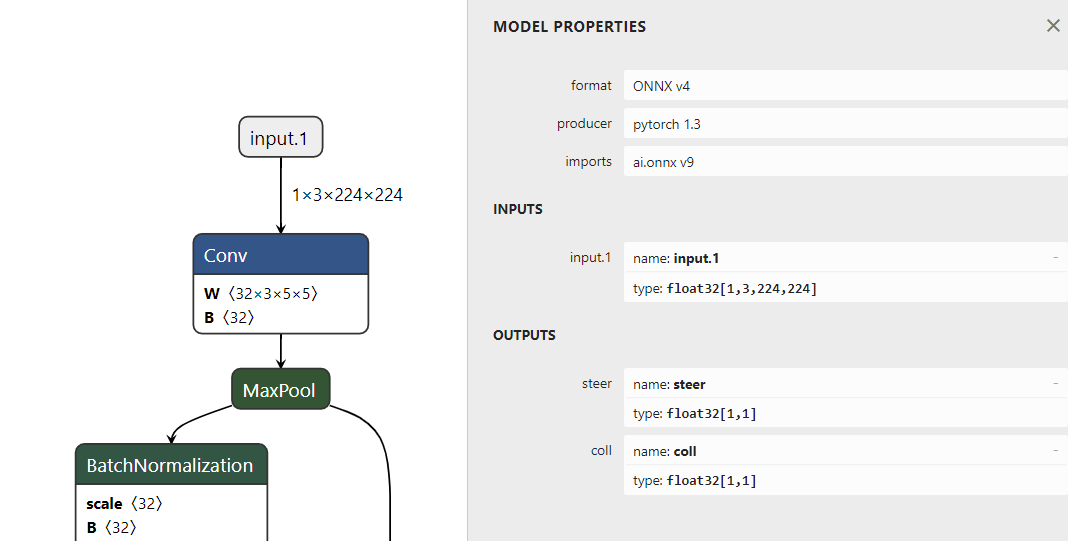 input.1
1×3×224×224
Conv
W〈32×3×5×5〉
B〈32〉
MaxPool
BatchNormalization
scale〈32〉
B〈32〉
MODEL PROPERTIES ×
format ONNX v4
producer pytorch 1.3
imports ai.onnx v9
INPUTS
input.1 name: input.1 -
type: float32[1,3,224,224]
OUTPUTS
steer name: steer -
type: float32[1,1]
coll name: coll -
type: float32[1,1]